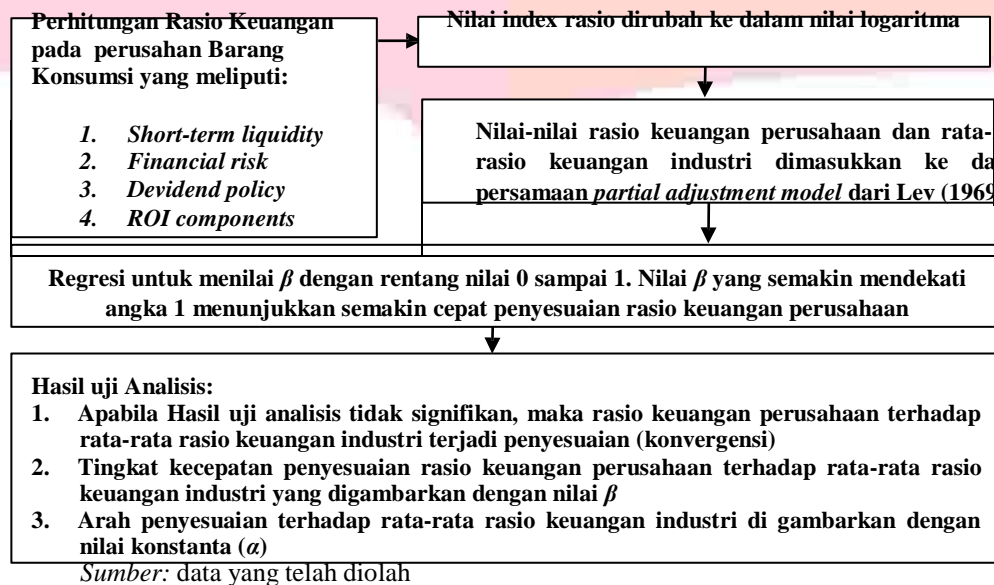 Perhitungan Rasio Keuangan
pada perusahan Barang
Konsumsi yang meliputi:
1. Short-term liquidity
2. Financial risk
3. Devidend policy
4. ROI components
Nilai index rasio dirubah ke dalam nilai logaritma
Nilai-nilai rasio keuangan perusahaan dan rata-
rasio keuangan industri dimasukkan ke da
persamaan partial adjustment model dari Lev (1969
Regresi untuk menilai β dengan rentang nilai 0 sampai 1. Nilai β yang semakin mendekati
angka 1 menunjukkan semakin cepat penyesuaian rasio keuangan perusahaan
Hasil uji Analisis:
1. Apabila Hasil uji analisis tidak signifikan, maka rasio keuangan perusahaan terhadap
rata-rata rasio keuangan industri terjadi penyesuaian (konvergensi)
2. Tingkat kecepatan penyesuaian rasio keuangan perusahaan terhadap rata-rata rasio
keuangan industri yang digambarkan dengan nilai β
3. Arah penyesuaian terhadap rata-rata rasio keuangan industri di gambarkan dengan
nilai konstanta (α)
Sumber: data yang telah diolah